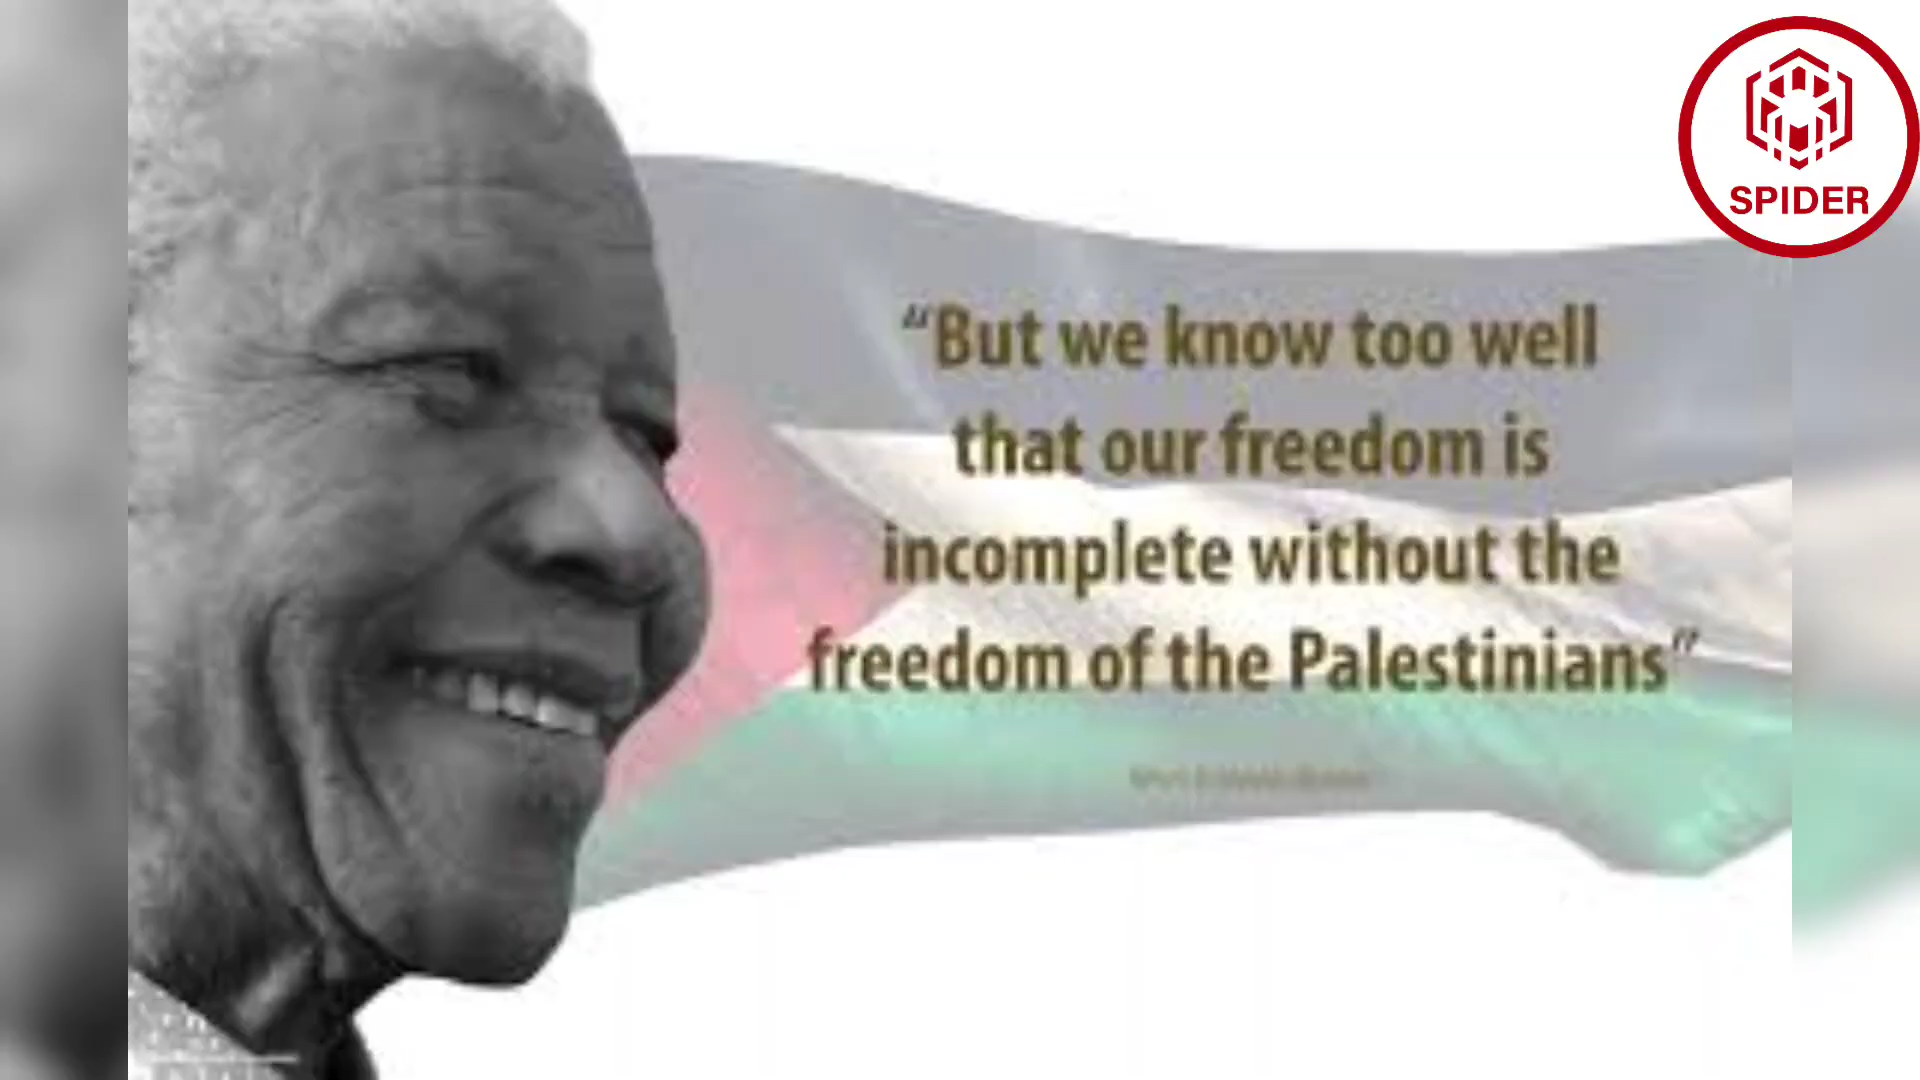 SPIDER
“But we know too well
that our freedom is
incomplete without the
freedom of the Palestinians”